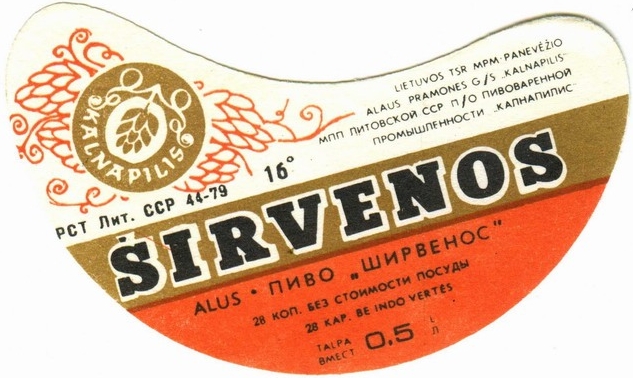 KALNAPILIS
LIETUVOS TSR MPM-PANEVĖŽIO
ALAUS PRAMONĖS G/S „KALNAPILIS"
МПП ЛИТОВСКОЙ ССР П/О ПИВОВАРЕННОЙ
ПРОМЫШЛЕННОСТИ „КАЛНАПИЛИС"
16°
РСТ Лит. ССР 44-79
ŠIRVENOS
ALUS • ПИВО „ШИРВЕНОС"
28 КОП. БЕЗ СТОИМОСТИ ПОСУДЫ
28 KAP. BE INDO VERTĖS
TALPA
ВМЕСТ 0,5 L
Л